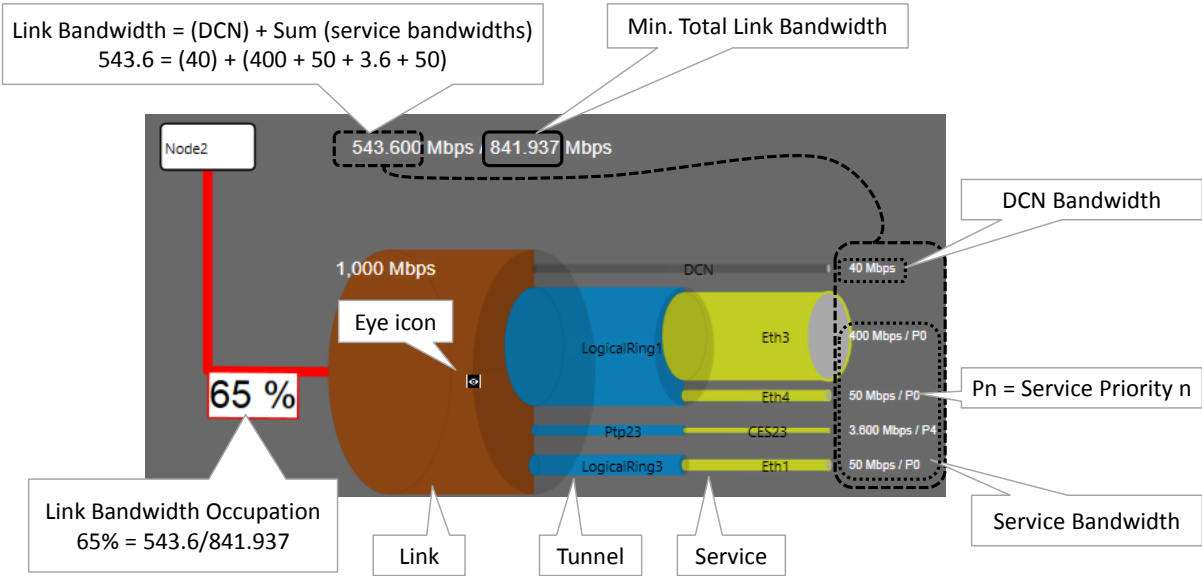 Link Bandwidth = (DCN) + Sum (service bandwidths)
543.6 = (40) + (400 + 50 + 3.6 + 50)
Min. Total Link Bandwidth
Node2
543.600 Mbps / 841.937 Mbps
DCN Bandwidth
1,000 Mbps
DCN
40 Mbps
Eye icon
LogicalRing1
Eth3
400 Mbps / P0
65 %
Eth4
50 Mbps / P0
Pn = Service Priority n
Ptp23
CES23
3.600 Mbps / P4
LogicalRing3
Eth1
50 Mbps / P0
Link Bandwidth Occupation
65% = 543.6/841.937
Link
Tunnel
Service
Service Bandwidth